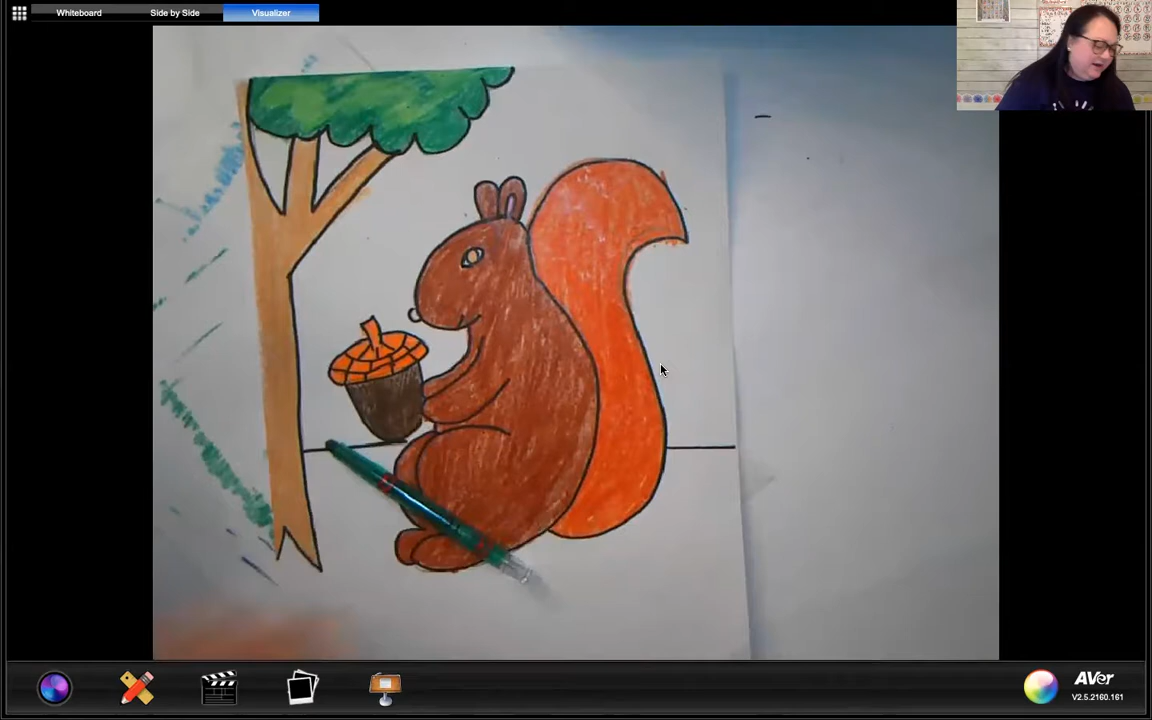 Whiteboard
Side by Side
Visualizer
AVer
V2.5.2160.161